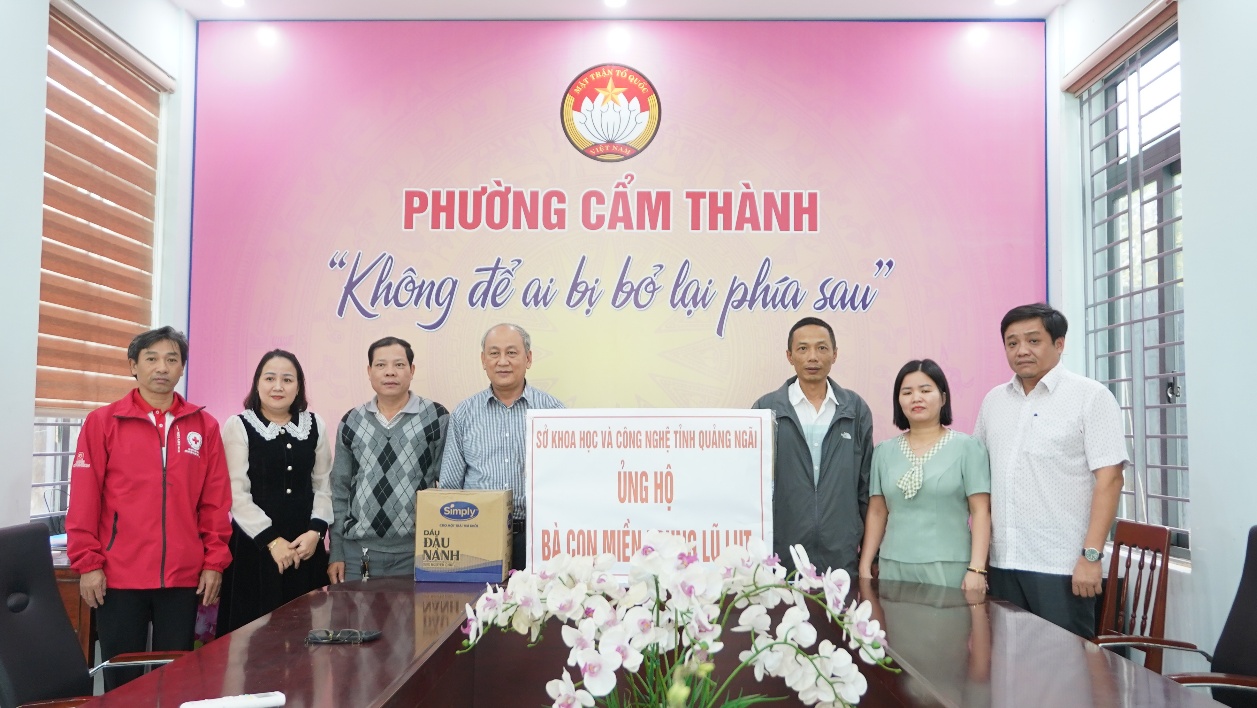 MẶT TRẬN TỔ QUỐC
VIỆT NAM
PHƯỜNG CẨM THÀNH
“Không để ai bị bỏ lại phía sau”
SỞ KHOA HỌC VÀ CÔNG NGHỆ TỈNH QUẢNG NGÃI
ỦNG HỘ
BÀ CON MIỀN LŨ LỤT
Simply
DẦU
ĐẬU
NÀNH